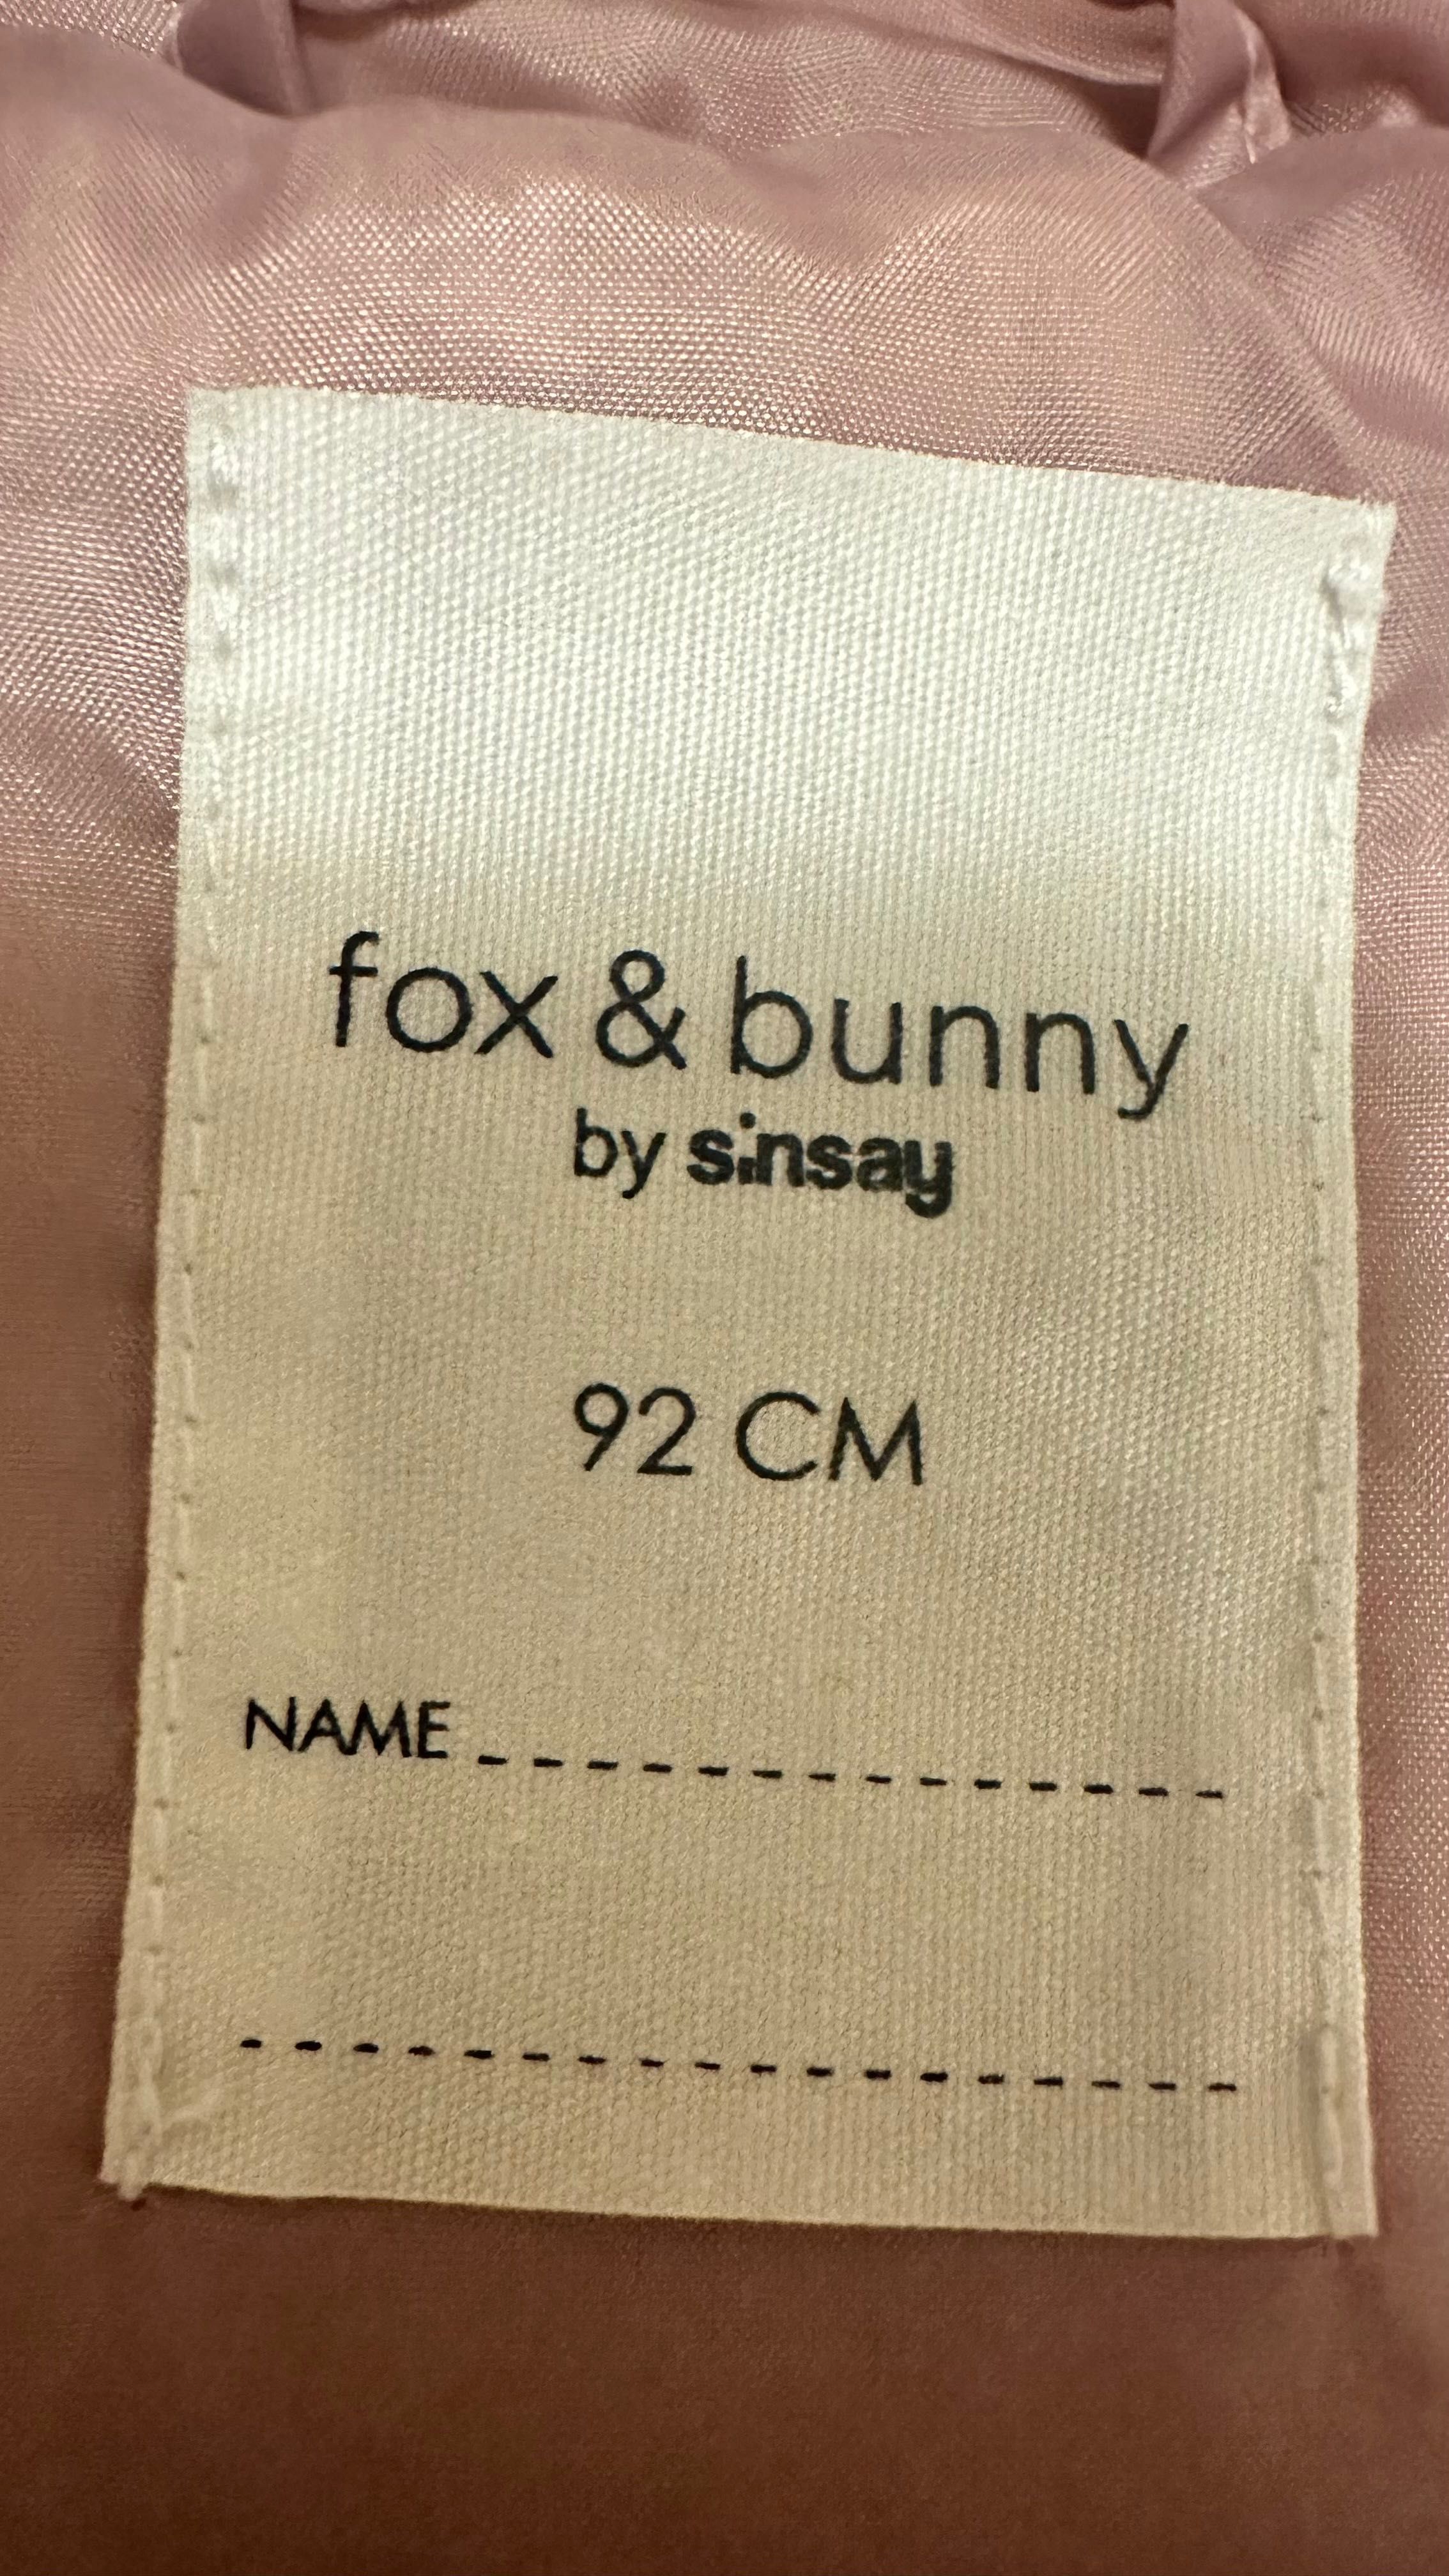 fox & bunny
by sinsay
92 CM
NAME _ _ _ _ _ _ _ _ _ _ _ _ _ _
_ _ _ _ _ _ _ _ _ _ _ _ _ _ _ _ _ _